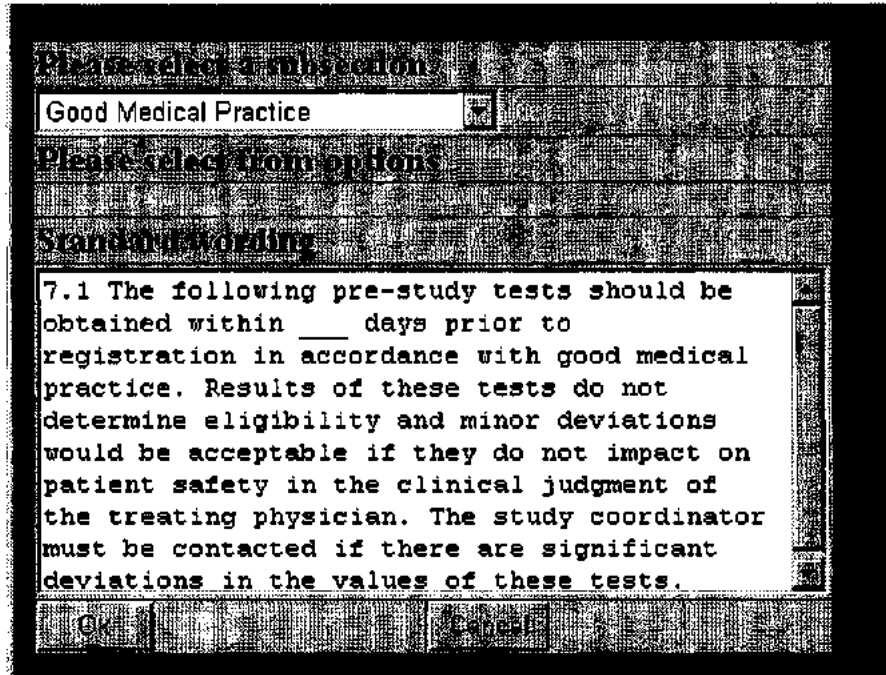 Please select a subsection?
Good Medical Practice
Please select from options
Standard wording
7.1 The following pre-study tests should be
obtained within ___ days prior to
registration in accordance with good medical
practice. Results of these tests do not
determine eligibility and minor deviations
would be acceptable if they do not impact on
patient safety in the clinical judgment of
the treating physician. The study coordinator
must be contacted if there are significant
deviations in the values of these tests.
Ok Cancel